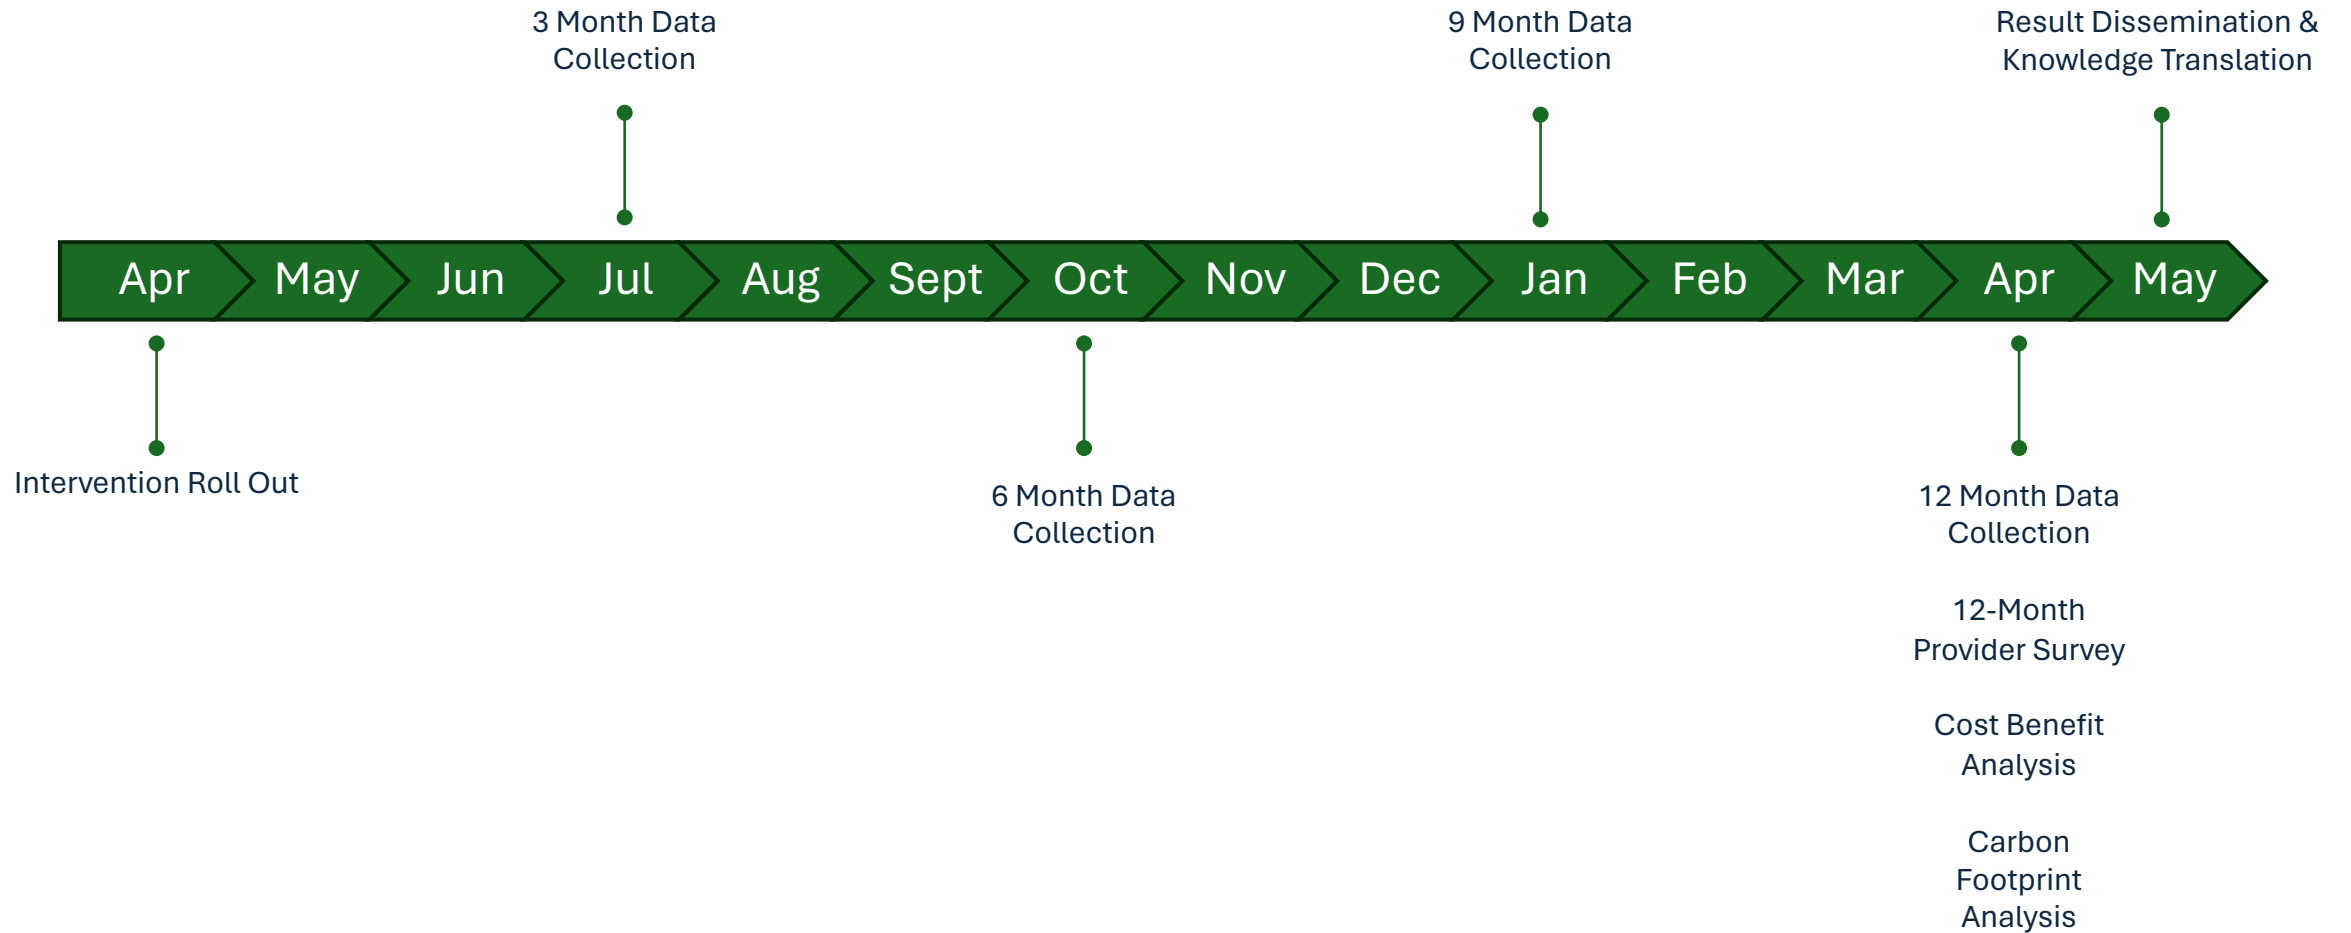 3 Month Data
Collection
9 Month Data
Collection
Result Dissemination &
Knowledge Translation
Apr May Jun Jul Aug Sept Oct Nov Dec Jan Feb Mar Apr May
Intervention Roll Out
6 Month Data
Collection
12 Month Data
Collection
12-Month
Provider Survey
Cost Benefit
Analysis
Carbon
Footprint
Analysis